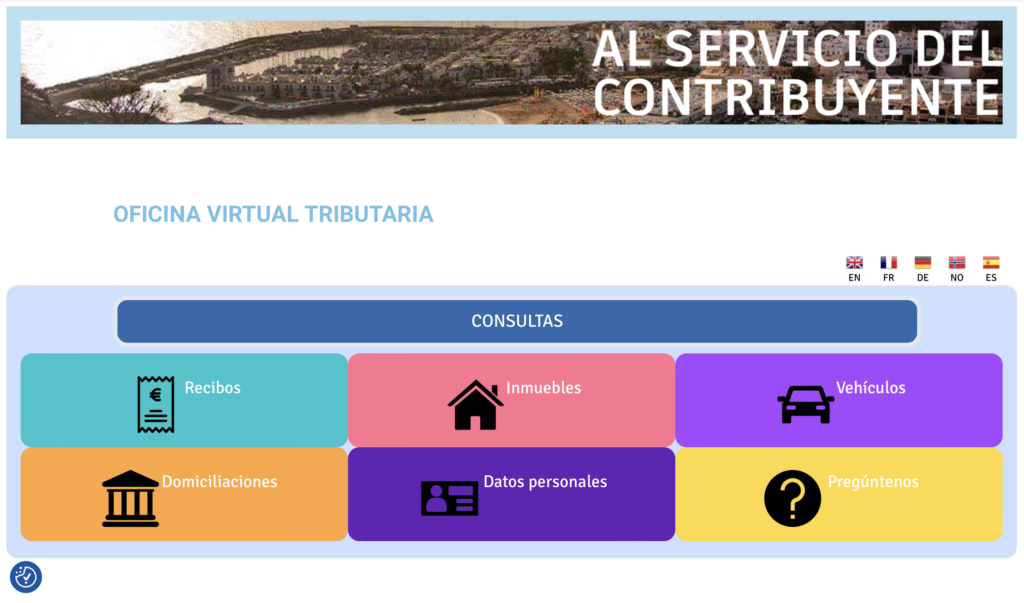 AL SERVICIO DEL
CONTRIBUYENTE
OFICINA VIRTUAL TRIBUTARIA
EN FR DE NO ES
CONSULTAS
Recibos Inmuebles Vehículos
€
Domiciliaciones Datos personales Pregúntenos
?